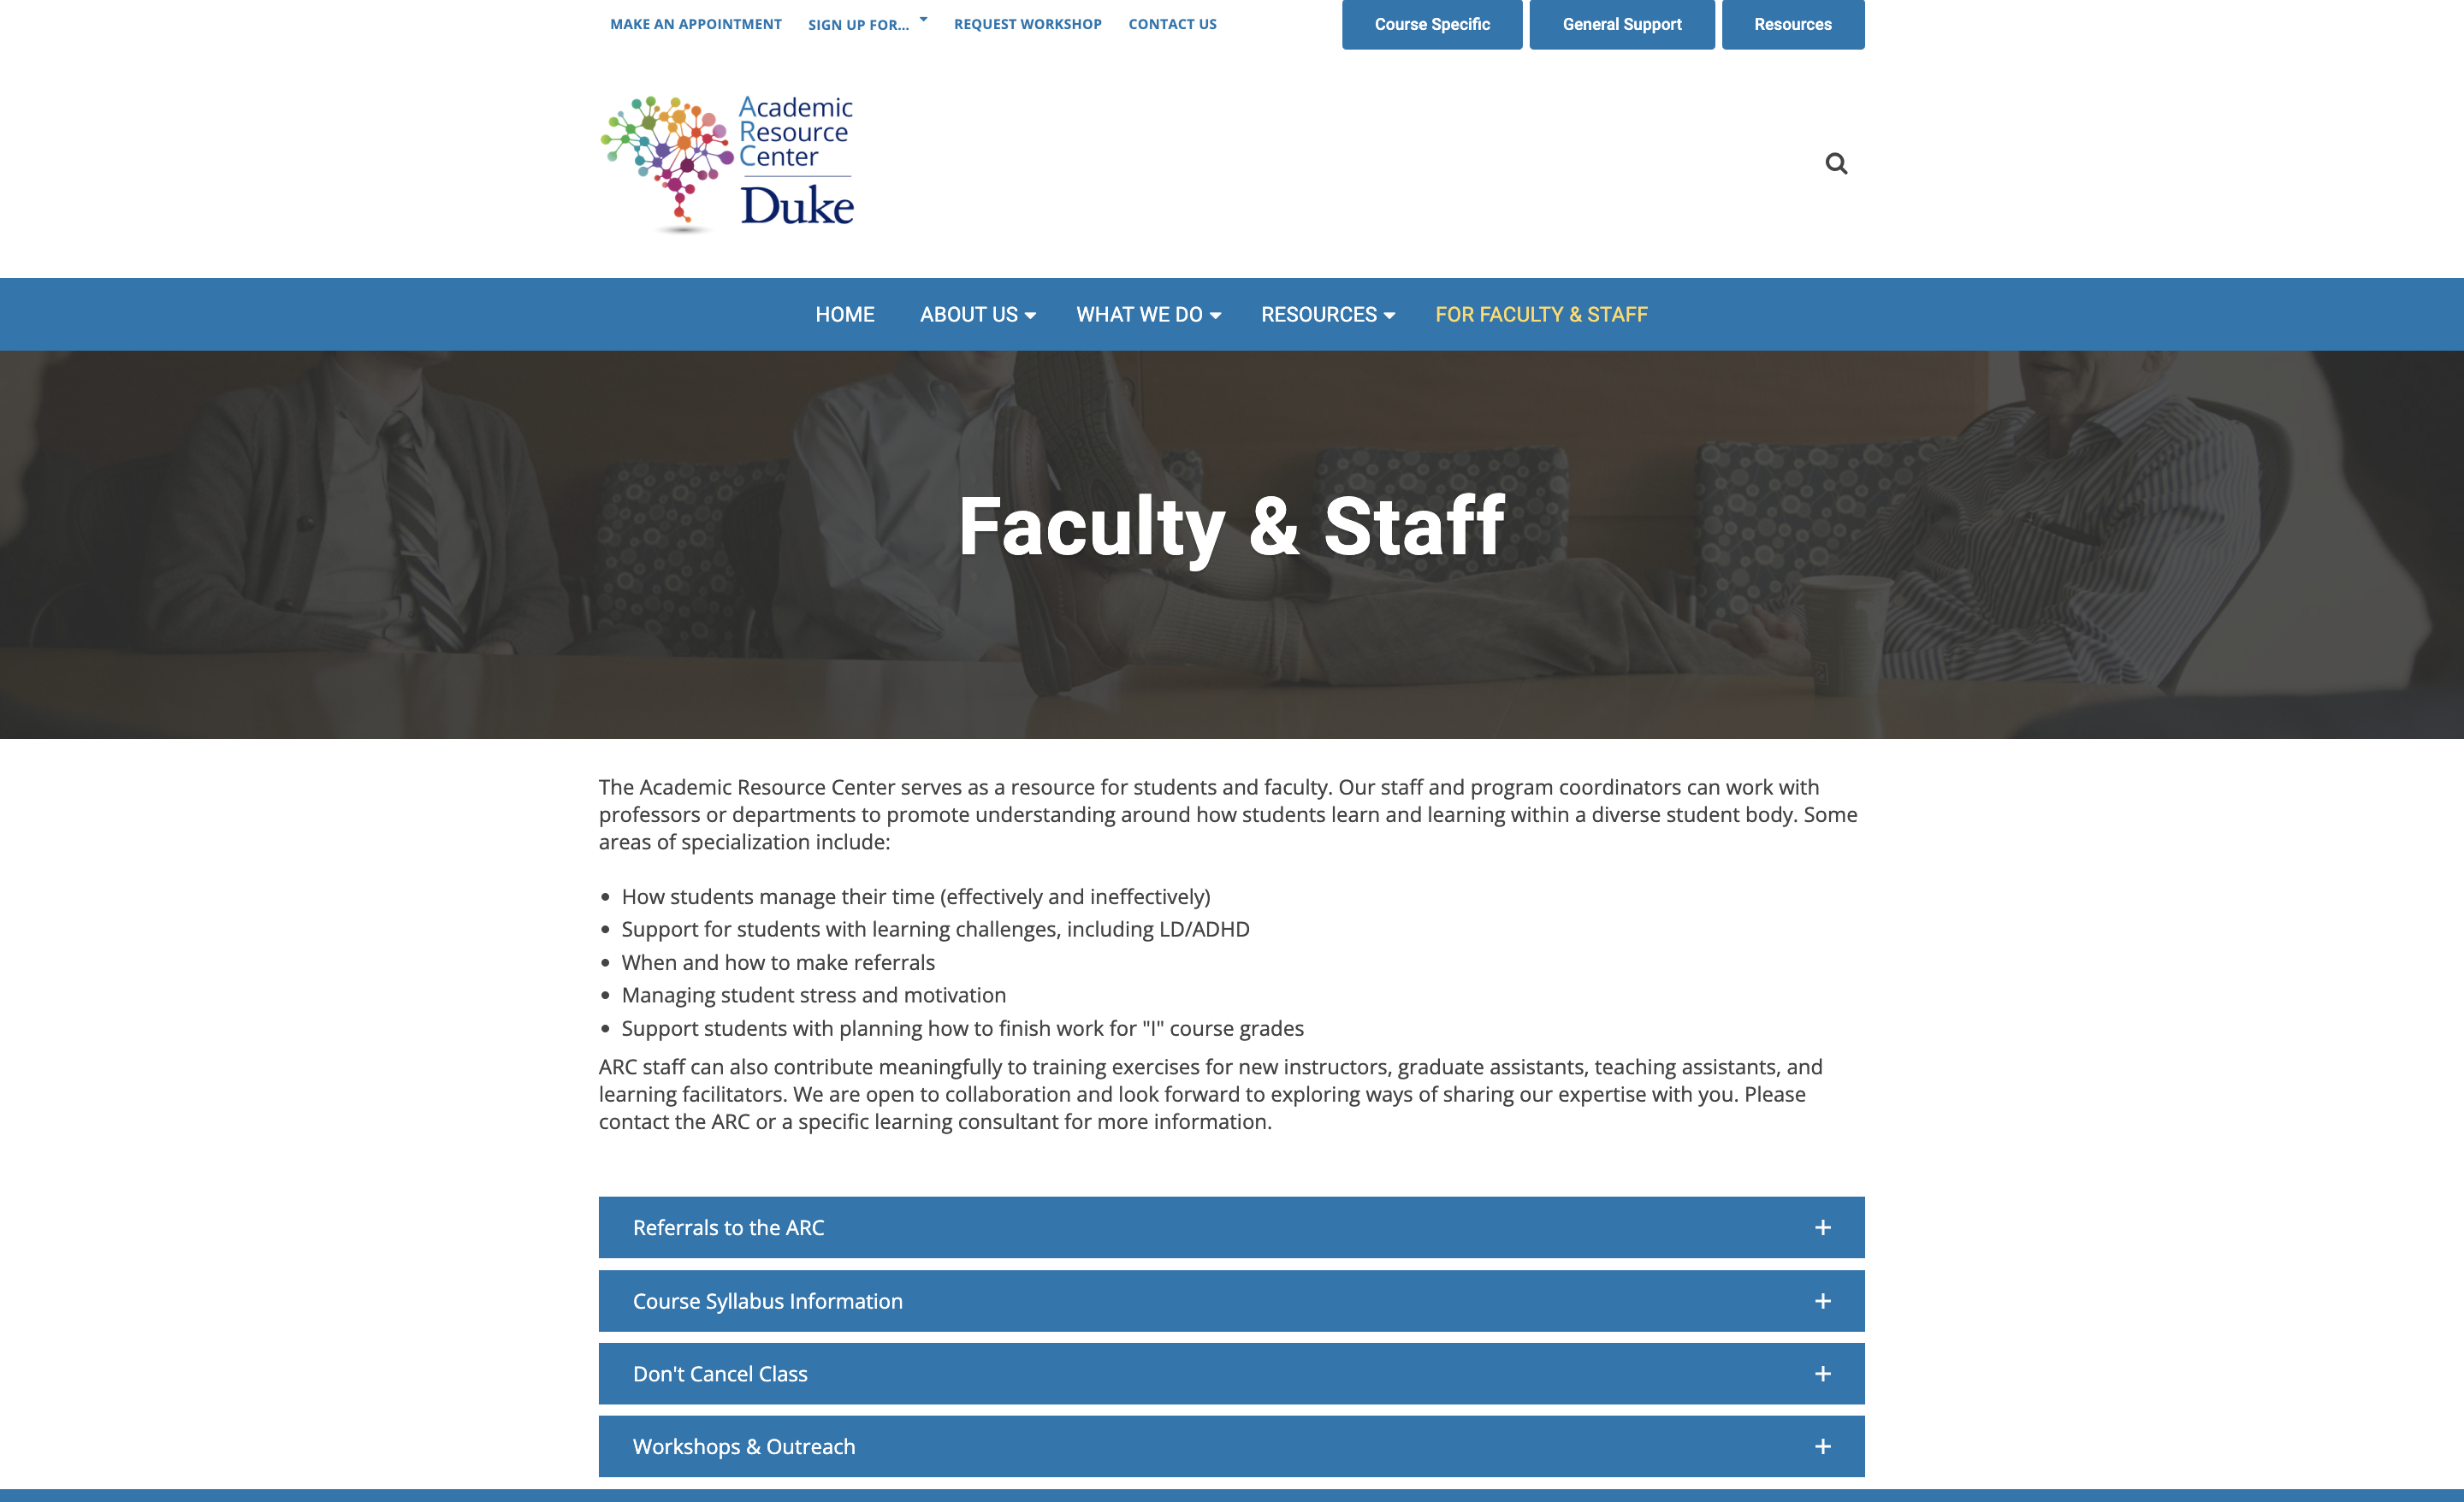 MAKE AN APPOINTMENT SIGN UP FOR... REQUEST WORKSHOP CONTACT US Course Specific General Support Resources
Academic
Resource
Center
Duke
HOME ABOUT US WHAT WE DO RESOURCES FOR FACULTY & STAFF
Faculty & Staff
The Academic Resource Center serves as a resource for students and faculty. Our staff and program coordinators can work with
professors or departments to promote understanding around how students learn and learning within a diverse student body. Some
areas of specialization include:
• How students manage their time (effectively and ineffectively)
• Support for students with learning challenges, including LD/ADHD
• When and how to make referrals
• Managing student stress and motivation
• Support students with planning how to finish work for "I" course grades
ARC staff can also contribute meaningfully to training exercises for new instructors, graduate assistants, teaching assistants, and
learning facilitators. We are open to collaboration and look forward to exploring ways of sharing our expertise with you. Please
contact the ARC or a specific learning consultant for more information.
Referrals to the ARC +
Course Syllabus Information +
Don't Cancel Class +
Workshops & Outreach +